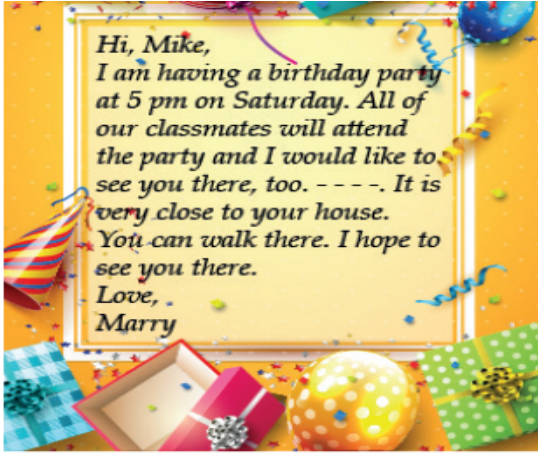 Hi, Mike,
I am having a birthday party
at 5 pm on Saturday. All of
our classmates will attend
the party and I would like to
see you there, too. - - - -. It is
very close to your house.
You can walk there. I hope to
see you there.
Love,
Marry